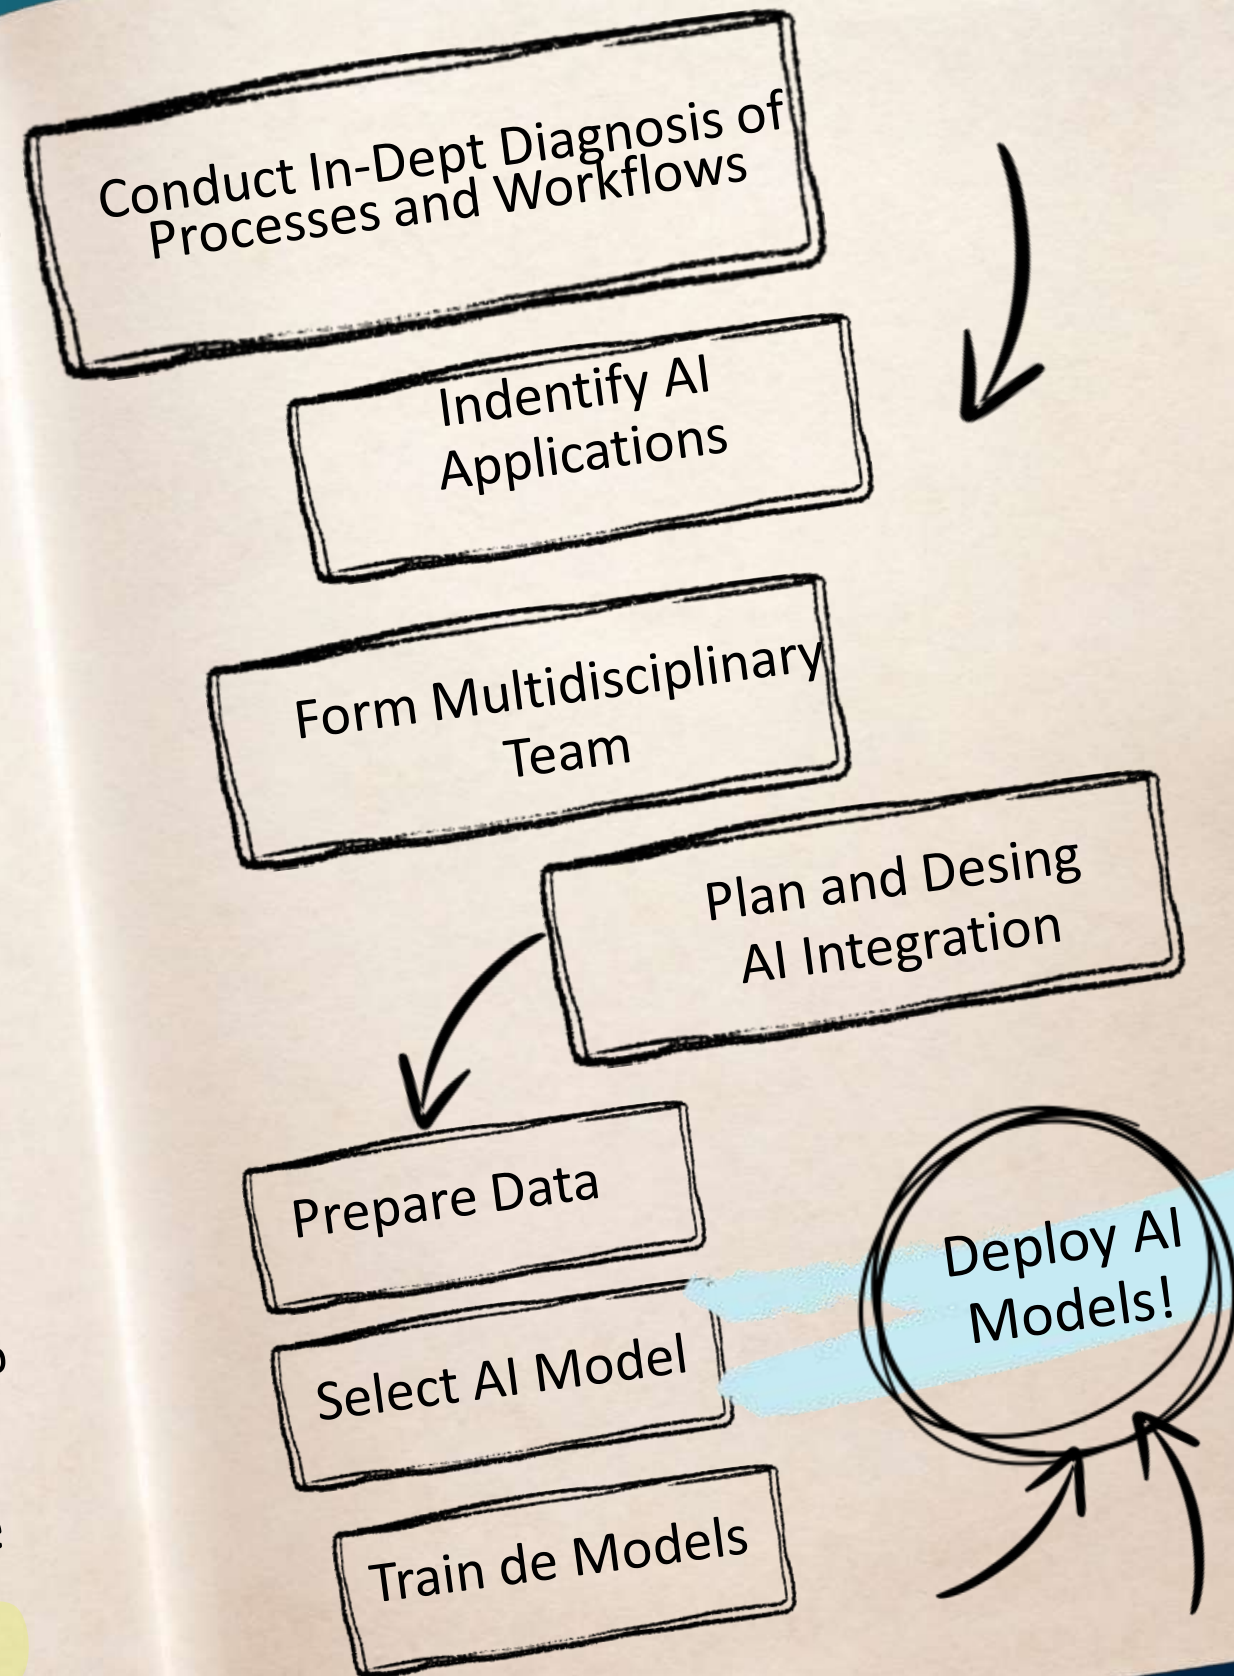 Conduct In-Dept Diagnosis of
Processes and Workflows
Indentify AI
Applications
Form Multidisciplinary
Team
Plan and Desing
AI Integration
Prepare Data
Select AI Model
Train de Models
Deploy AI
Models!